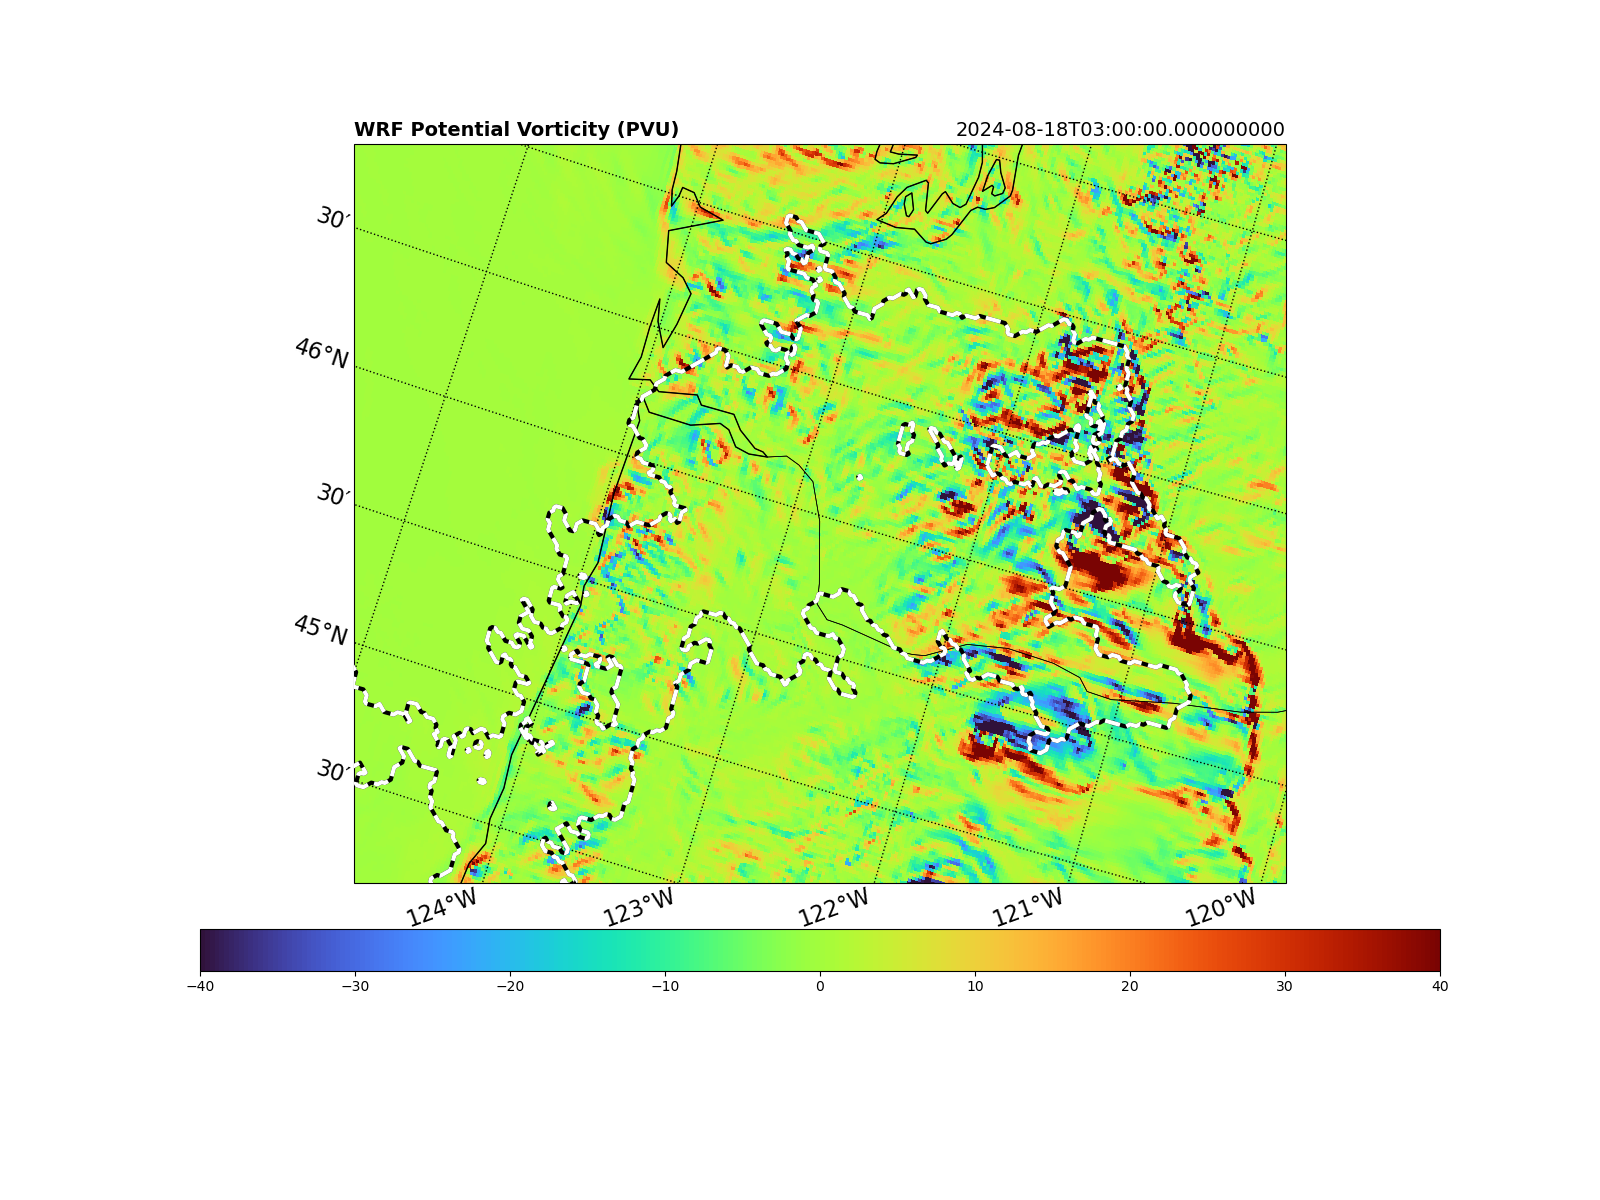 WRF Potential Vorticity (PVU) 2024-08-18T03:00:00.000000000
30′
46°N
30′
45°N
30′
124°W 123°W 122°W 121°W 120°W
−40 −30 −20 −10 0 10 20 30 40